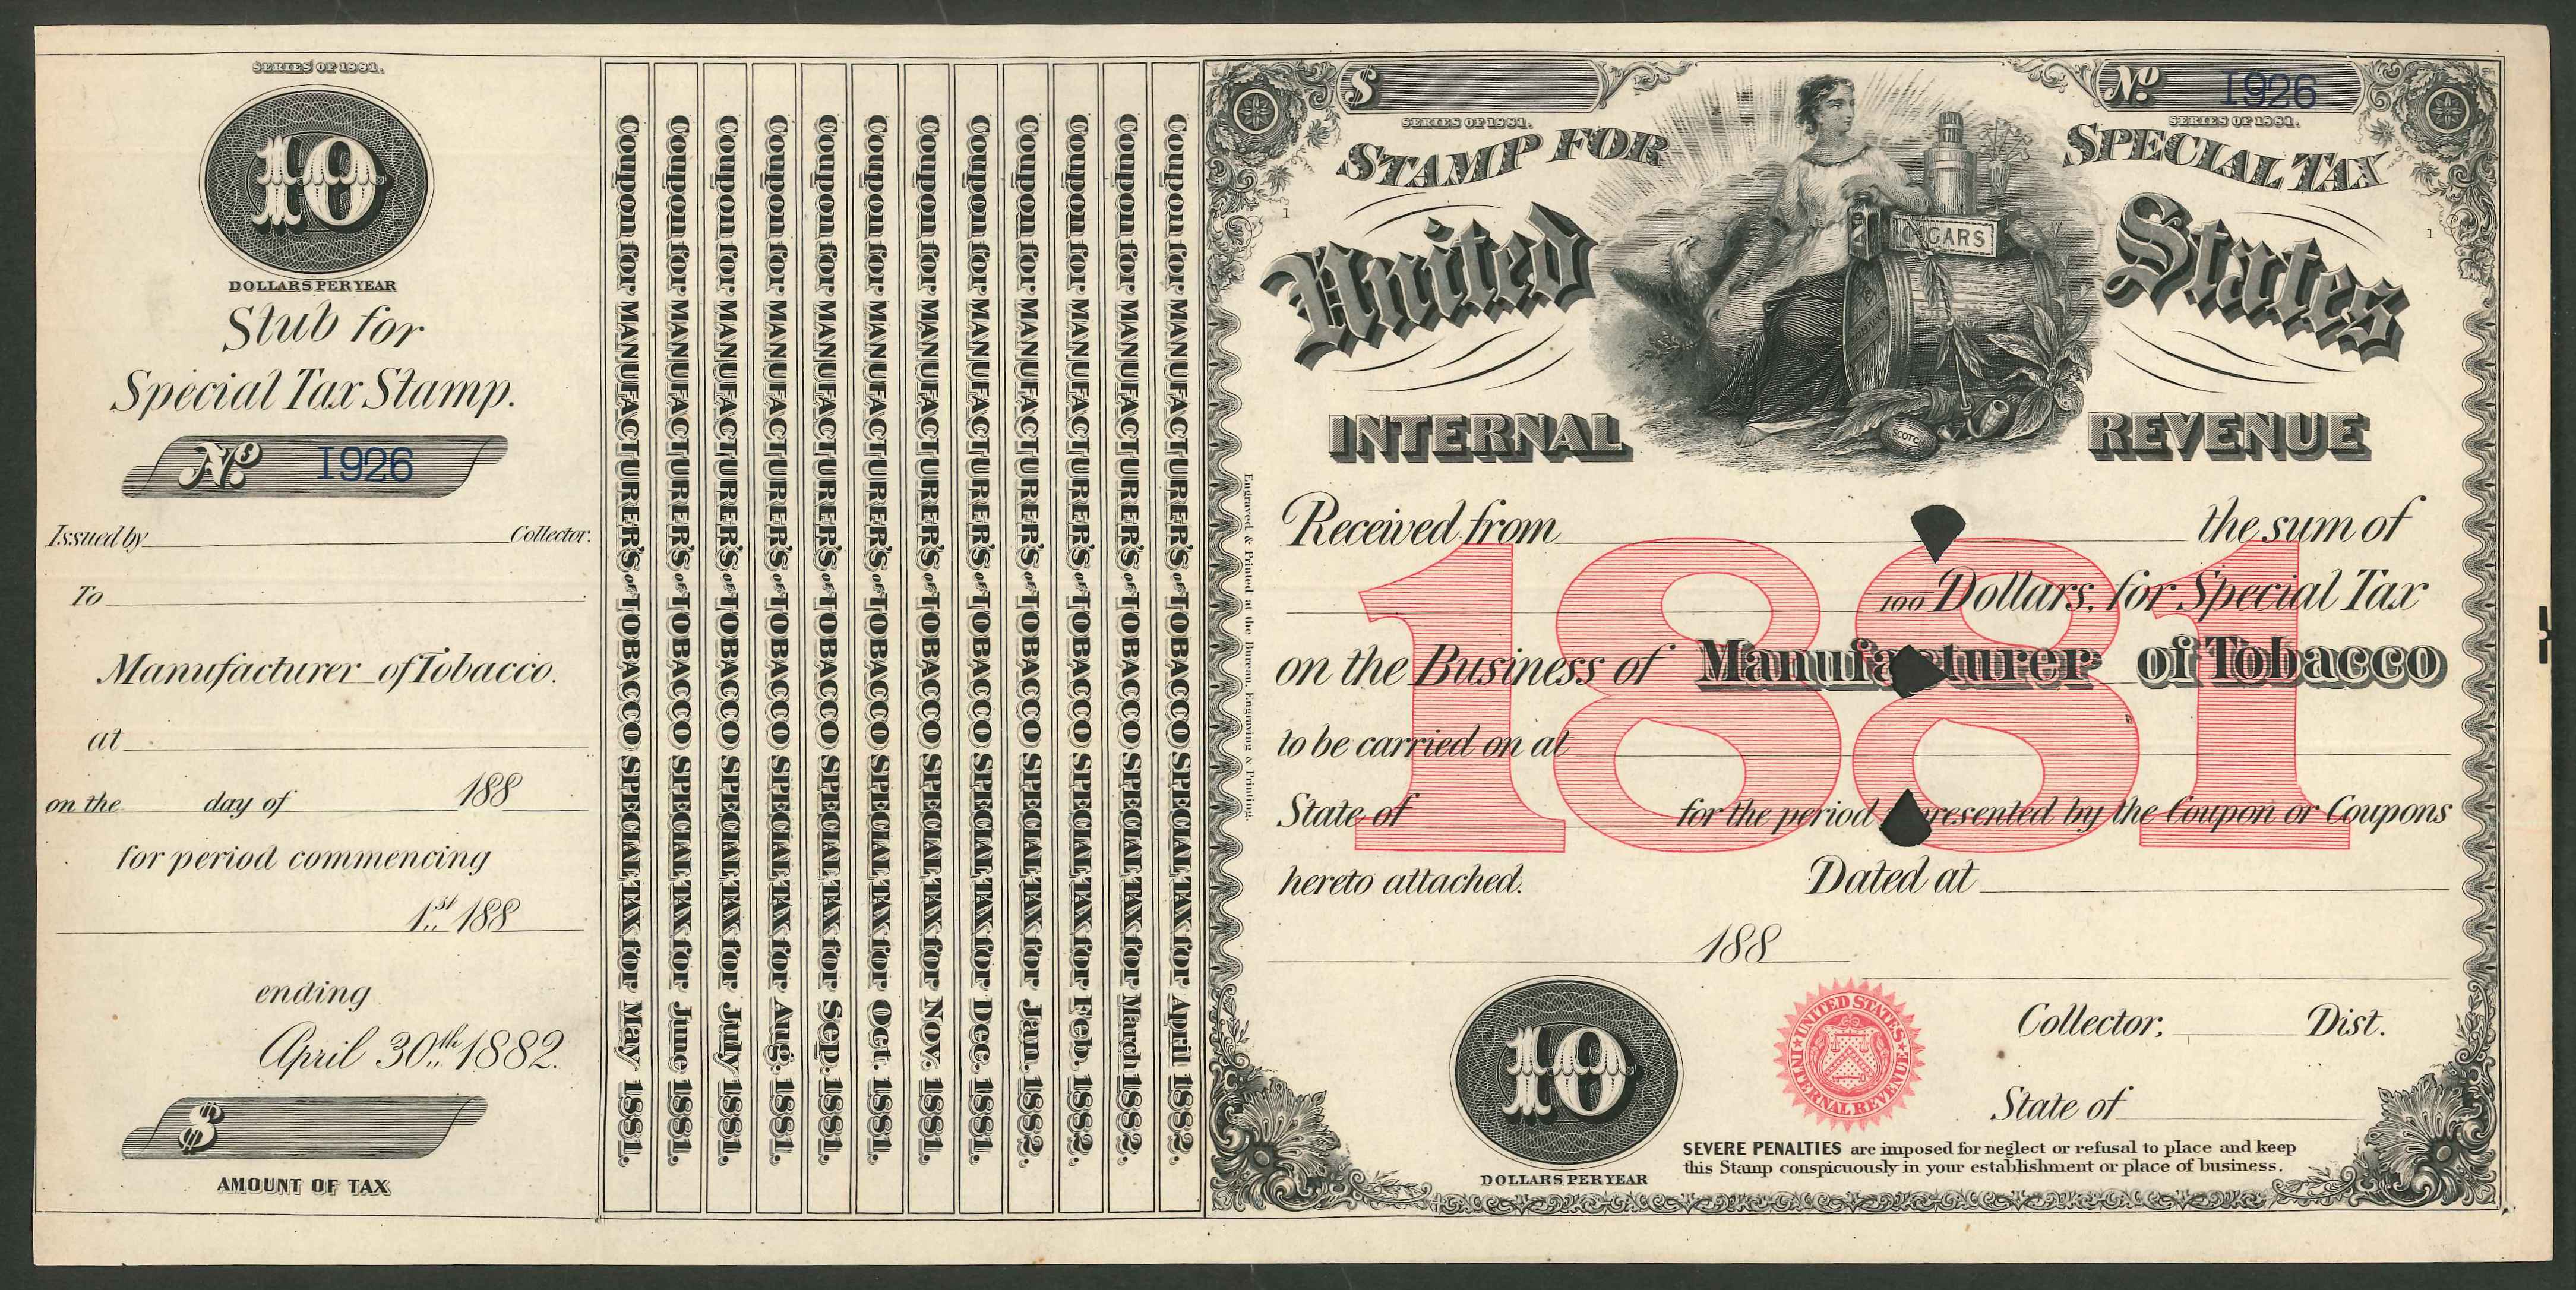 SERIES OF 1881.
10
DOLLARS PER YEAR
Stub for
Special Tax Stamp.
No. 1926
Issued by Collector.
To
Manufacturer of Tobacco.
at
on the day of 188
for period commencing
1st 188
ending
April 30th 1882.
$
AMOUNT OF TAX
Coupon for MANUFACTURER'S OF TOBACCO SPECIAL TAX for May 1881.
Coupon for MANUFACTURER'S OF TOBACCO SPECIAL TAX for June 1881.
Coupon for MANUFACTURER'S OF TOBACCO SPECIAL TAX for July 1881.
Coupon for MANUFACTURER'S OF TOBACCO SPECIAL TAX for Aug. 1881.
Coupon for MANUFACTURER'S OF TOBACCO SPECIAL TAX for Sep. 1881.
Coupon for MANUFACTURER'S OF TOBACCO SPECIAL TAX for Oct. 1881.
Coupon for MANUFACTURER'S OF TOBACCO SPECIAL TAX for Nov. 1881.
Coupon for MANUFACTURER'S OF TOBACCO SPECIAL TAX for Dec. 1881.
Coupon for MANUFACTURER'S OF TOBACCO SPECIAL TAX for Jan. 1882.
Coupon for MANUFACTURER'S OF TOBACCO SPECIAL TAX for Feb. 1882.
Coupon for MANUFACTURER'S OF TOBACCO SPECIAL TAX for March 1882.
Coupon for MANUFACTURER'S OF TOBACCO SPECIAL TAX for April 1882.
Engraved & Printed at the Bureau, Engraving & Printing.
$ No. 1926
SERIES OF 1881. SERIES OF 1881.
STAMP FOR SPECIAL TAX
1
1
United States
CIGARS
SCOTCH
INTERNAL REVENUE
Received from the sum of
1881
100 Dollars, for Special Tax
on the Business of Manufacturer of Tobacco
to be carried on at
State of for the period represented by the Coupon or Coupons
hereto attached. Dated at
188
10
DOLLARS PER YEAR
UNITED STATES INTERNAL REVENUE
Collector, Dist.
State of
SEVERE PENALTIES are imposed for neglect or refusal to place and keep
this Stamp conspicuously in your establishment or place of business.